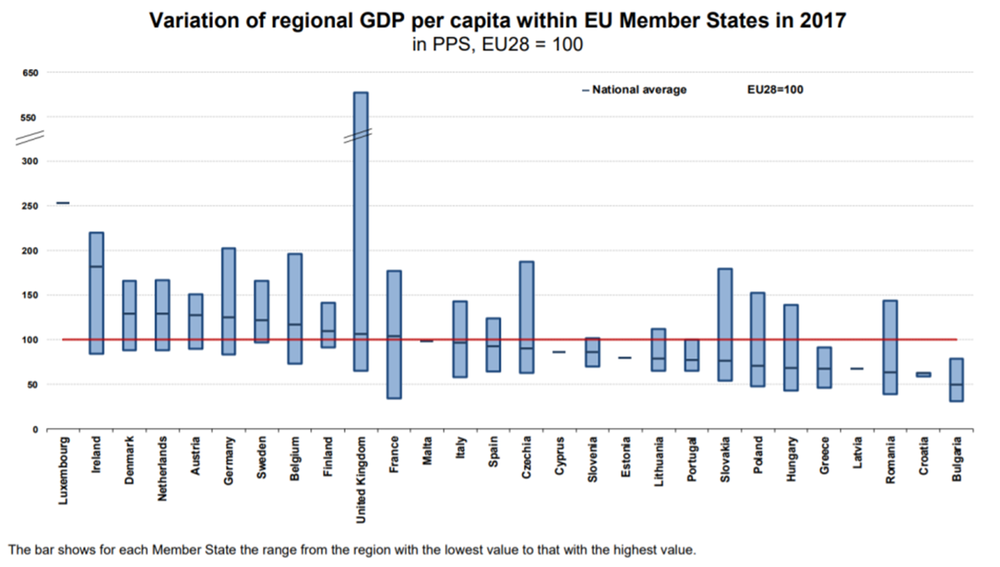 Variation of regional GDP per capita within EU Member States in 2017
in PPS, EU28 = 100
650
National average
EU28=100
550
300
250
200
150
100
50
0
Luxembourg
Ireland
Denmark
Netherlands
Austria
Germany
Sweden
Belgium
Finland
United Kingdom
France
Malta
Italy
Spain
Czechia
Cyprus
Slovenia
Estonia
Lithuania
Portugal
Slovakia
Poland
Hungary
Greece
Latvia
Romania
Croatia
Bulgaria
The bar shows for each Member State the range from the region with the lowest value to that with the highest value.